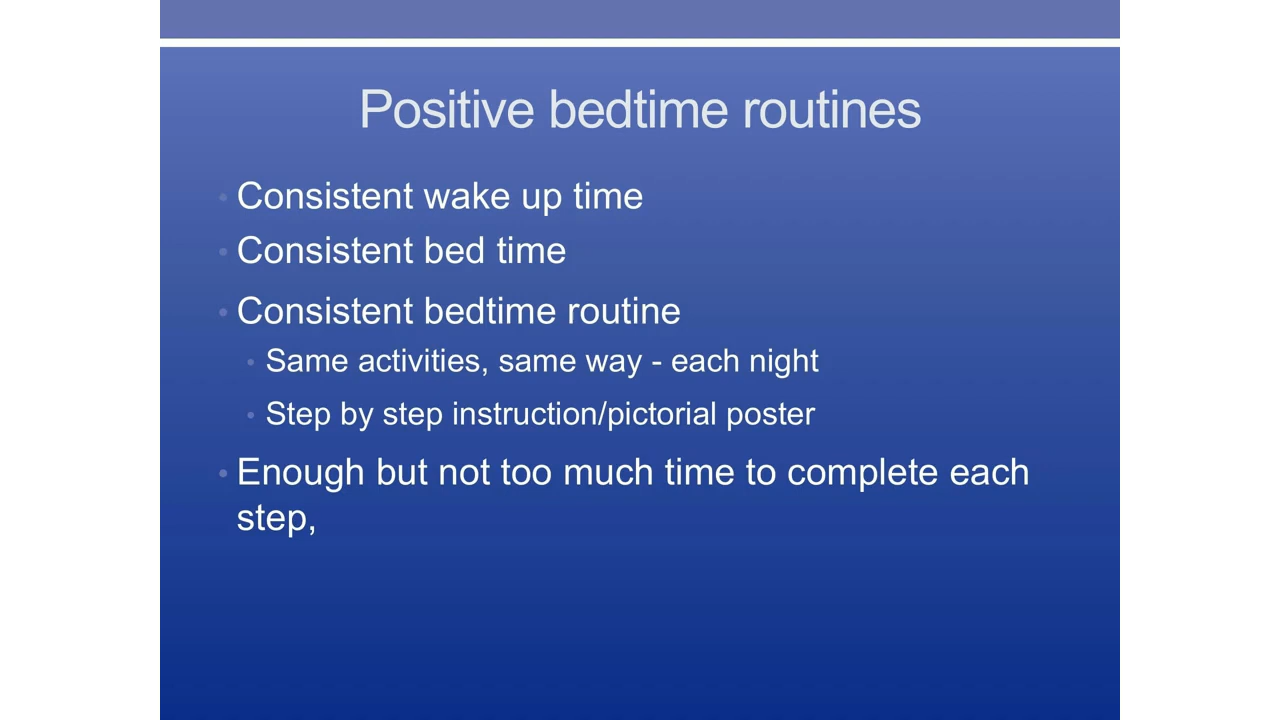 Positive bedtime routines
• Consistent wake up time
• Consistent bed time
• Consistent bedtime routine
• Same activities, same way - each night
• Step by step instruction/pictorial poster
• Enough but not too much time to complete each
step,